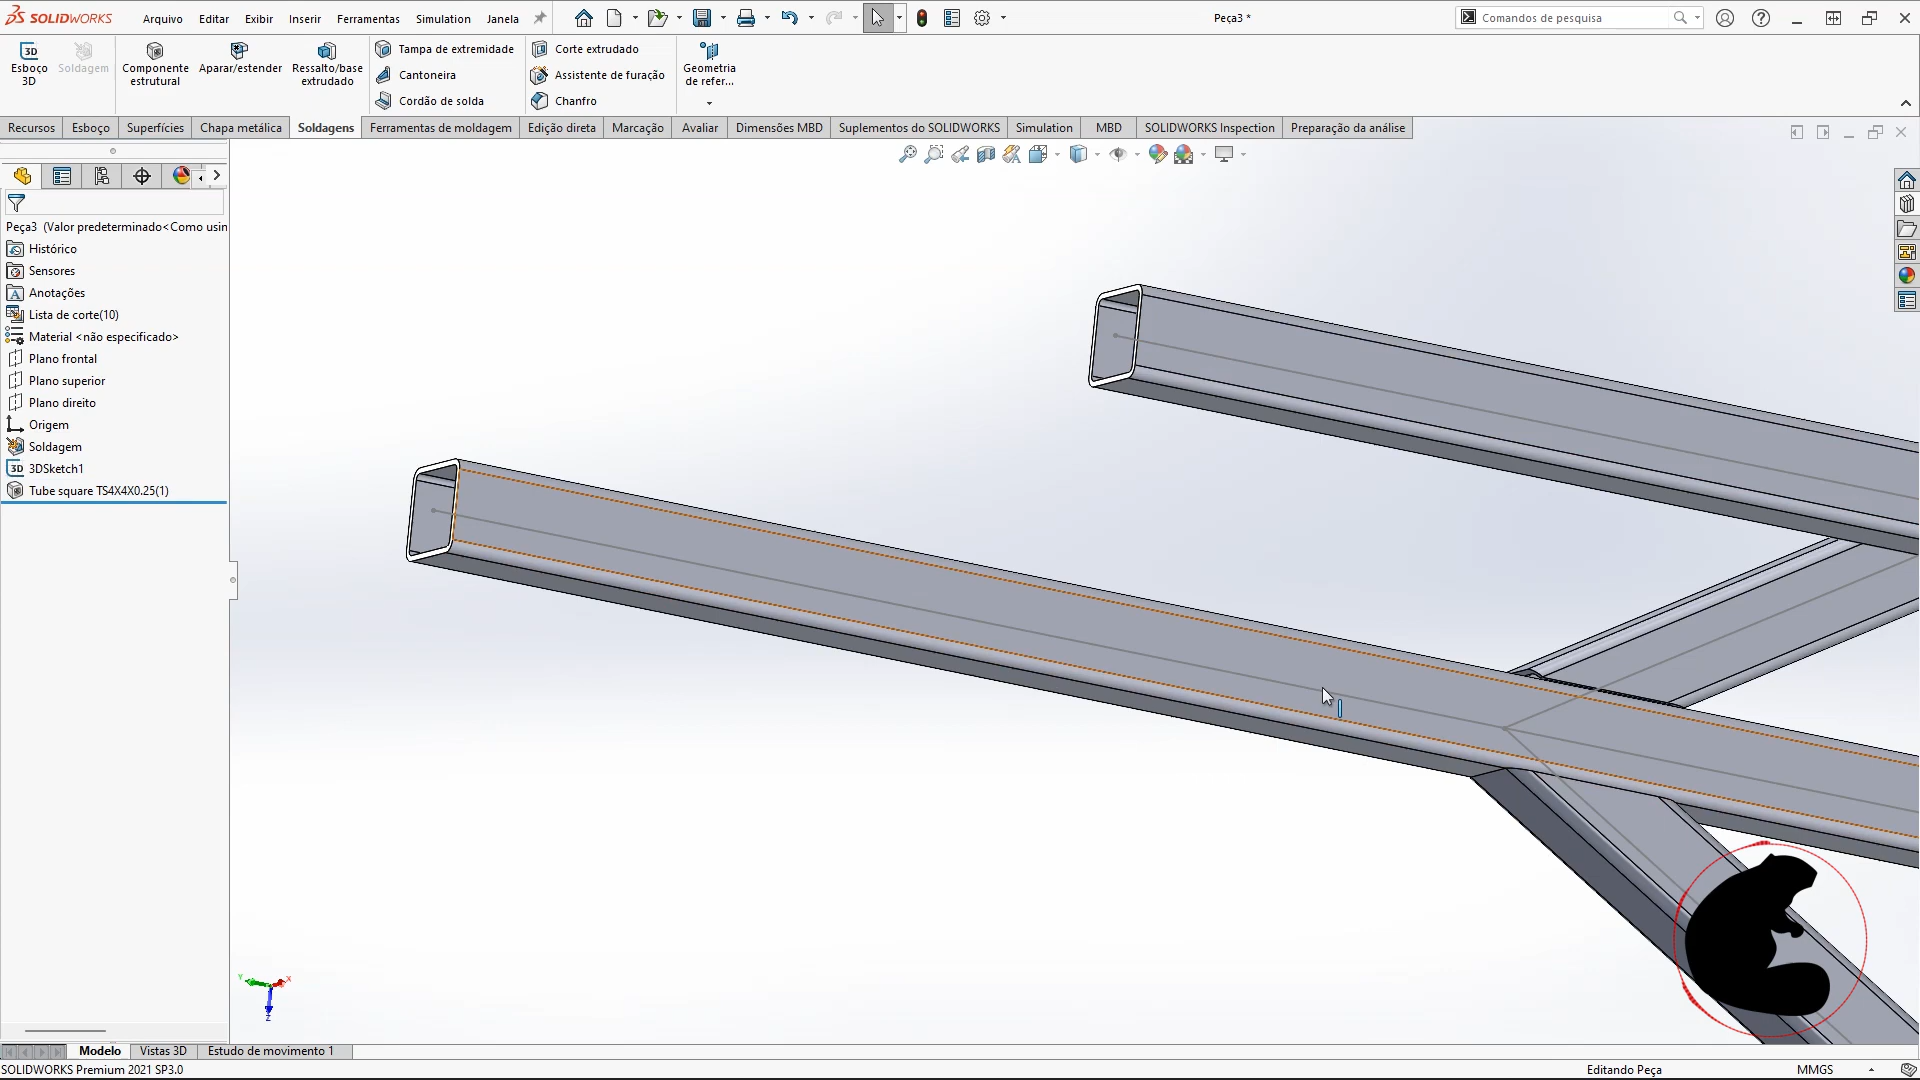 SOLIDWORKS
Arquivo
Editar
Exibir
Inserir
Ferramentas
Simulation
Janela
Peça3 *
Comandos de pesquisa
3D
Esboço
3D
Soldagem
Componente
estrutural
Aparar/estender
Ressalto/base
extrudado
Tampa de extremidade
Cantoneira
Cordão de solda
Corte extrudado
Assistente de furação
Chanfro
Geometria
de refer...
Recursos
Esboço
Superfícies
Chapa metálica
Soldagens
Ferramentas de moldagem
Edição direta
Marcação
Avaliar
Dimensões MBD
Suplementos do SOLIDWORKS
Simulation
MBD
SOLIDWORKS Inspection
Preparação da análise
Peça3 (Valor predeterminado<Como usin
Histórico
Sensores
Anotações
Lista de corte(10)
Material <não especificado>
Plano frontal
Plano superior
Plano direito
Origem
Soldagem
3D 3DSketch1
Tube square TS4X4X0.25(1)
Y
X
Z
Modelo
Vistas 3D
Estudo de movimento 1
SOLIDWORKS Premium 2021 SP3.0
Editando Peça
MMGS